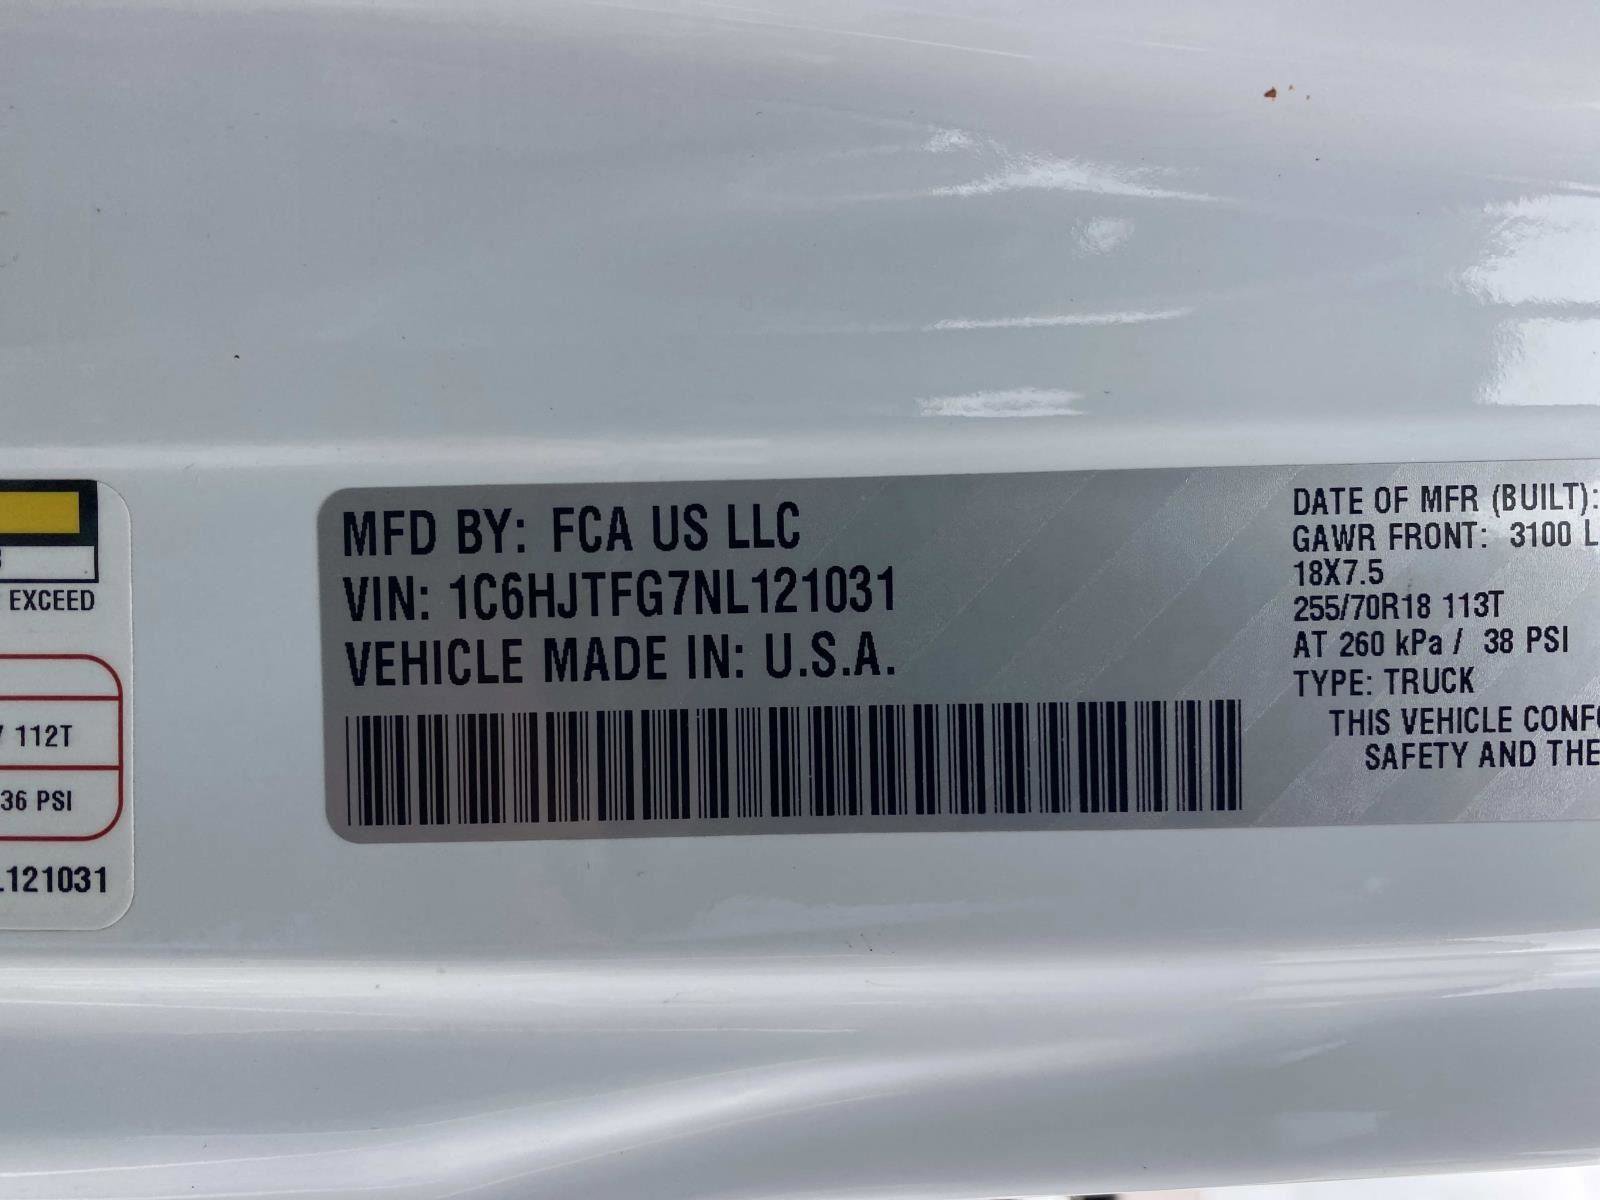 EXCEED
112T
36 PSI
121031
MFD BY: FCA US LLC
VIN: 1C6HJTFG7NL121031
VEHICLE MADE IN: U.S.A.
DATE OF MFR (BUILT):
GAWR FRONT: 3100 L
18X7.5
255/70R18 113T
AT 260 kPa / 38 PSI
TYPE: TRUCK
THIS VEHICLE CONF
SAFETY AND THE